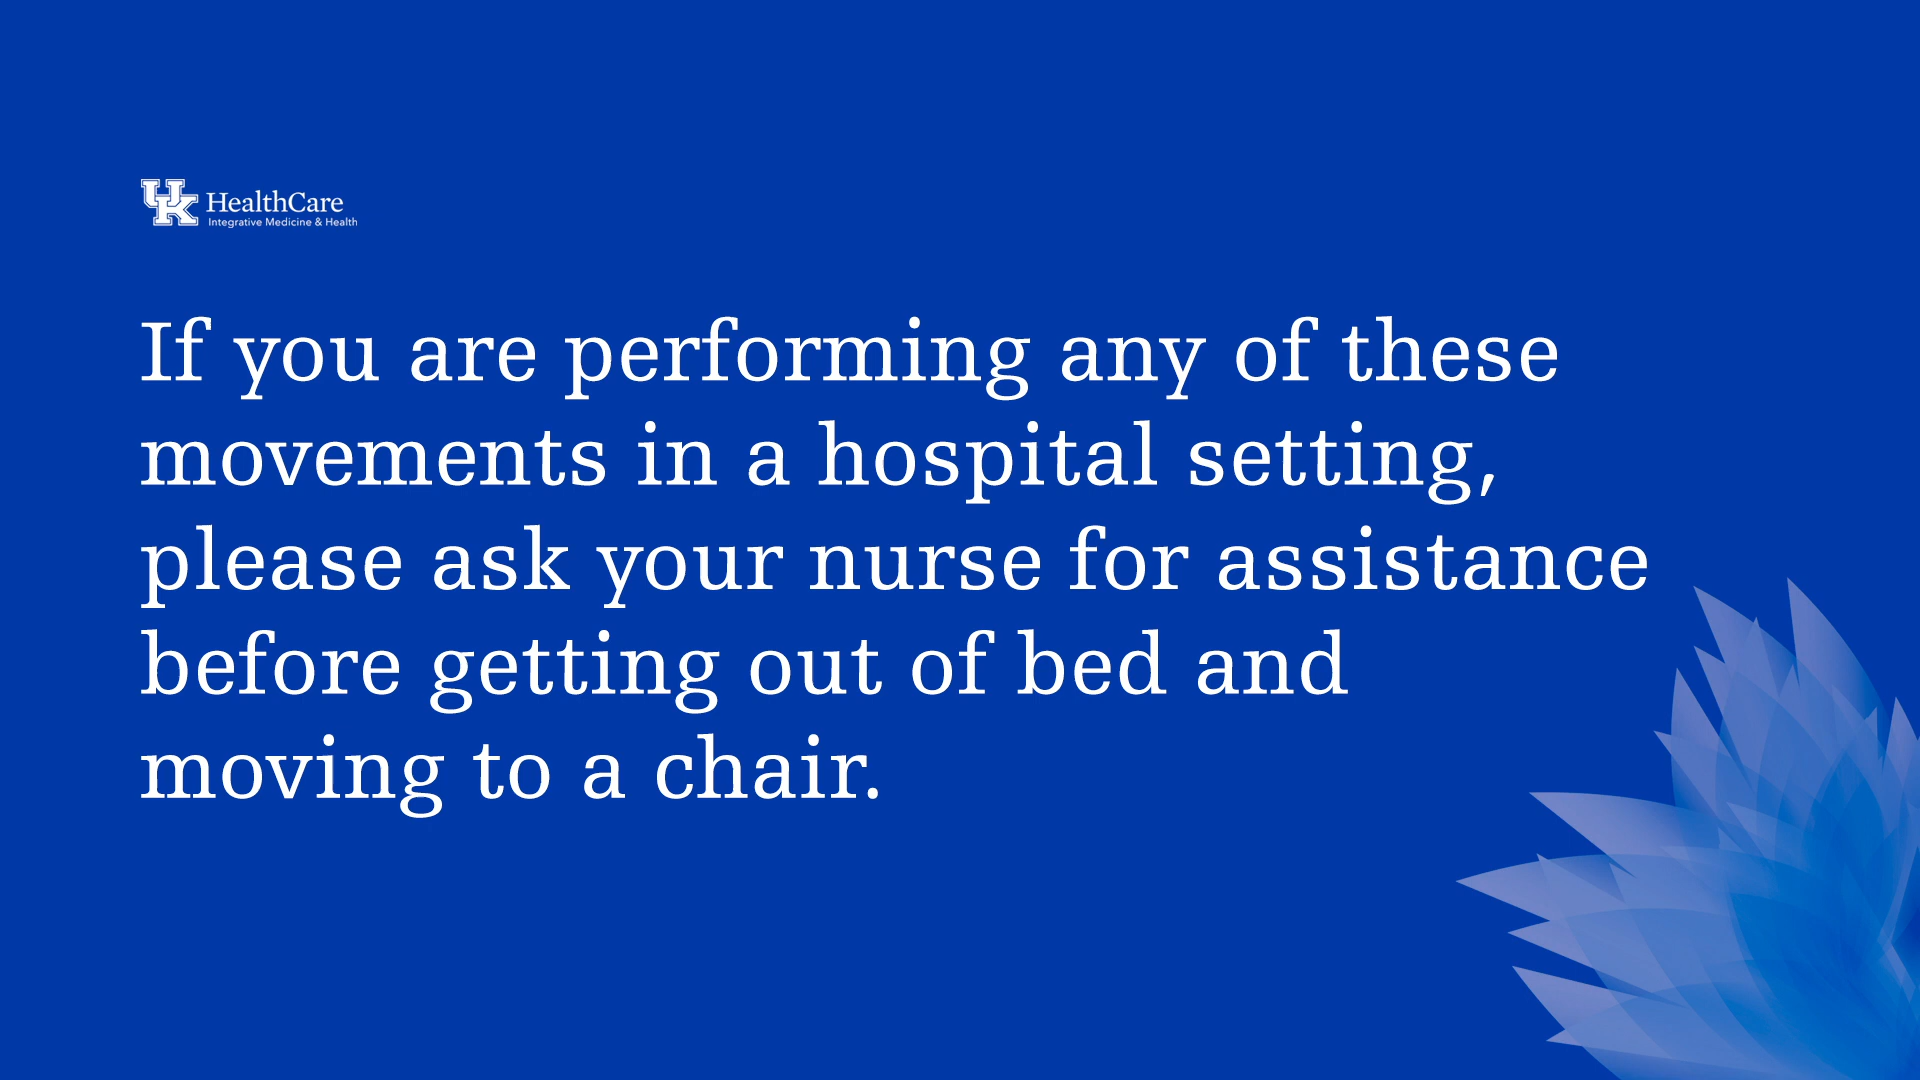 UK HealthCare
Integrative Medicine & Health
If you are performing any of these
movements in a hospital setting,
please ask your nurse for assistance
before getting out of bed and
moving to a chair.